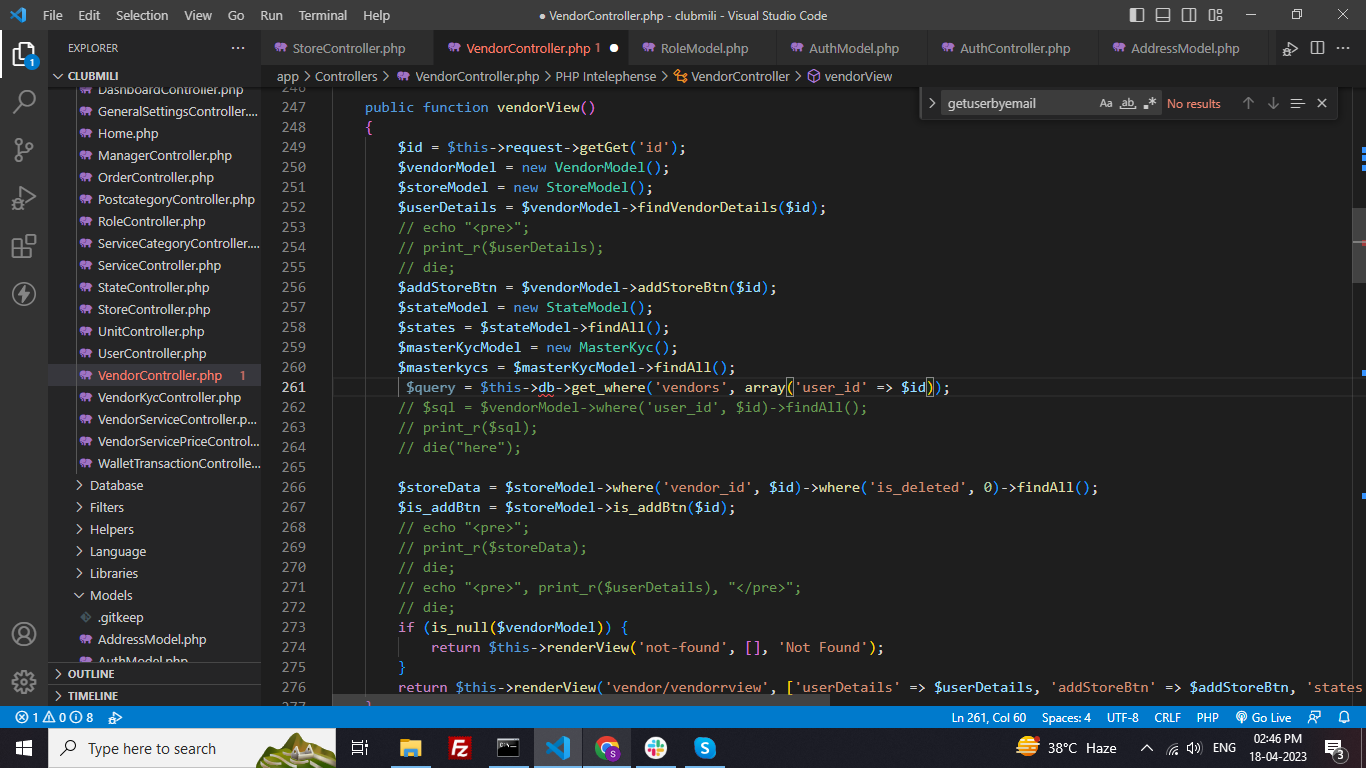 File Edit Selection View Go Run Terminal Help
● VendorController.php - clubmili - Visual Studio Code
EXPLORER
StoreController.php
VendorController.php 1
RoleModel.php
AuthModel.php
AuthController.php
AddressModel.php
app > Controllers > VendorController.php > PHP Intelephense > VendorController > vendorView
getuserbyemail
Aa ab
No results
1
CLUBMILI
DashboardController.php
GeneralSettingsController....
Home.php
ManagerController.php
OrderController.php
PostcategoryController.php
RoleController.php
ServiceCategoryController....
ServiceController.php
StateController.php
StoreController.php
UnitController.php
UserController.php
VendorController.php 1
VendorKycController.php
VendorServiceController.p...
VendorServicePriceControl...
WalletTransactionControlle...
Database
Filters
Helpers
Language
Libraries
Models
.gitkeep
AddressModel.php
AuthModel.php
OUTLINE
TIMELINE
246
247 public function vendorView()
248 {
249 $id = $this->request->getGet('id');
250 $vendorModel = new VendorModel();
251 $storeModel = new StoreModel();
252 $userDetails = $vendorModel->findVendorDetails($id);
253 // echo "<pre>";
254 // print_r($userDetails);
255 // die;
256 $addStoreBtn = $vendorModel->addStoreBtn($id);
257 $stateModel = new StateModel();
258 $states = $stateModel->findAll();
259 $masterKycModel = new MasterKyc();
260 $masterkycs = $masterKycModel->findAll();
261 $query = $this->db->get_where('vendors', array('user_id' => $id));
262 // $sql = $vendorModel->where('user_id', $id)->findAll();
263 // print_r($sql);
264 // die("here");
265
266 $storeData = $storeModel->where('vendor_id', $id)->where('is_deleted', 0)->findAll();
267 $is_addBtn = $storeModel->is_addBtn($id);
268 // echo "<pre>";
269 // print_r($storeData);
270 // die;
271 // echo "<pre>", print_r($userDetails), "</pre>";
272 // die;
273 if (is_null($vendorModel)) {
274 return $this->renderView('not-found', [], 'Not Found');
275 }
276 return $this->renderView('vendor/vendorrview', ['userDetails' => $userDetails, 'addStoreBtn' => $addStoreBtn, 'states
277 }
1 0 8
Ln 261, Col 60 Spaces: 4 UTF-8 CRLF PHP Go Live
Type here to search
Fz
S
S
38°C Haze
ENG
02:46 PM
18-04-2023
3